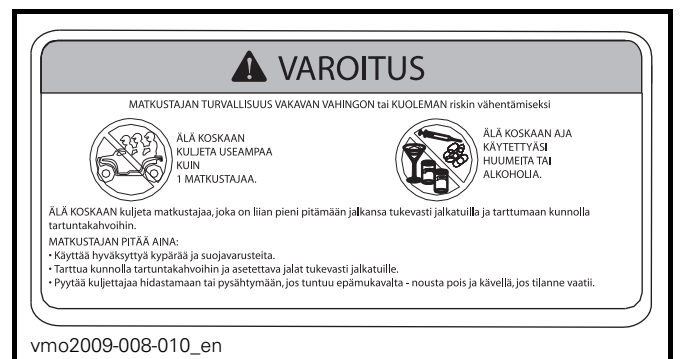 VAROITUS
MATKUSTAJAN TURVALLISUUS VAKAVAN VAHINGON tai KUOLEMAN riskin vähentämiseksi
ÄLÄ KOSKAAN
KULJETA USEAMPAA
KUIN
1 MATKUSTAJAA.
ÄLÄ KOSKAAN AJA
KÄYTETTYÄSI
HUUMEITA TAI
ALKOHOLIA.
ÄLÄ KOSKAAN kuljeta matkustajaa, joka on liian pieni pitämään jalkansa tukevasti jalkatuilla ja tarttumaan kunnolla
tartuntakahvoihin.
MATKUSTAJAN PITÄÄ AINA:
• Käyttää hyväksyttyä kypärää ja suojavarusteita.
• Tarttua kunnolla tartuntakahvoihin ja asetettava jalat tukevasti jalkatuille.
• Pyytää kuljettajaa hidastamaan tai pysähtymään, jos tuntuu epämukavalta - nousta pois ja kävellä, jos tilanne vaatii.
vmo2009-008-010_en